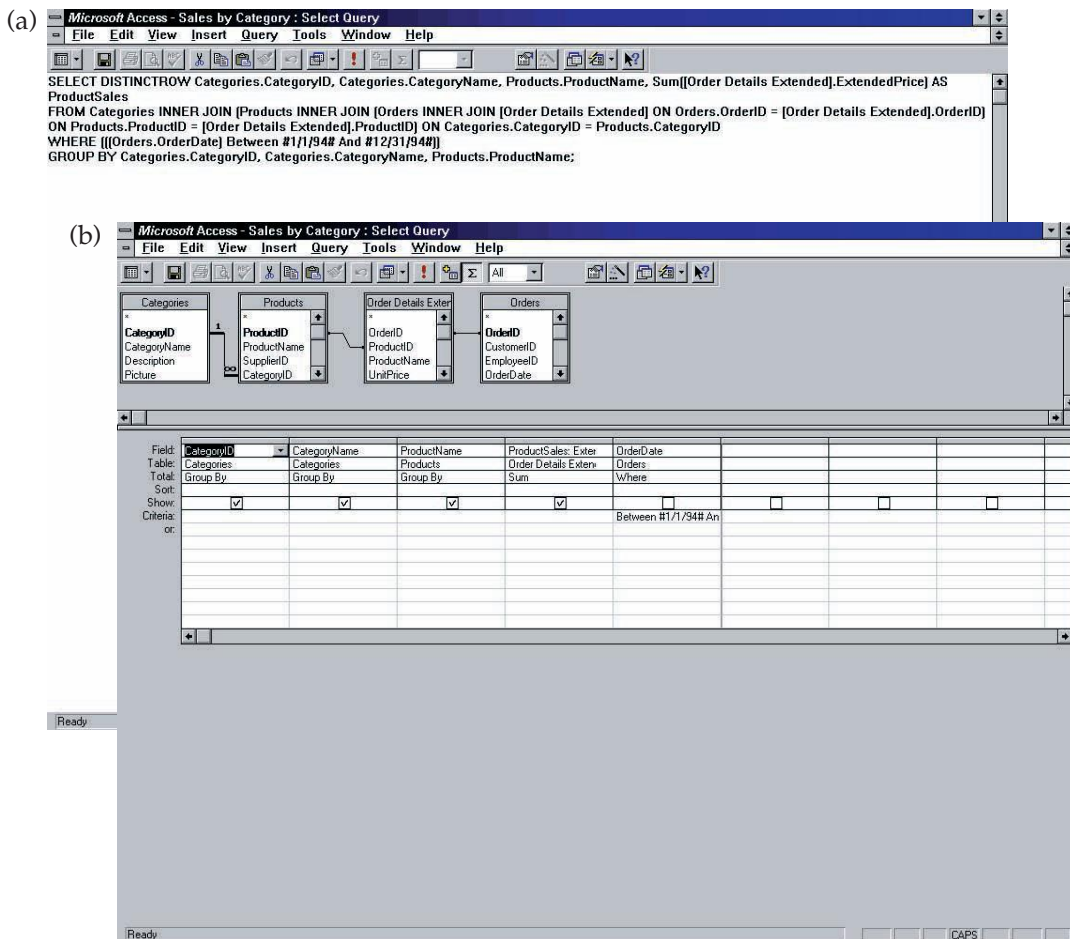 (a)
Microsoft Access - Sales by Category : Select Query
File Edit View Insert Query Tools Window Help
SELECT DISTINCTROW Categories.CategoryID, Categories.CategoryName, Products.ProductName, Sum([Order Details Extended].ExtendedPrice) AS
ProductSales
FROM Categories INNER JOIN (Products INNER JOIN (Orders INNER JOIN [Order Details Extended] ON Orders.OrderID = [Order Details Extended].OrderID)
ON Products.ProductID = [Order Details Extended].ProductID) ON Categories.CategoryID = Products.CategoryID
WHERE (((Orders.OrderDate) Between #1/1/94# And #12/31/94#))
GROUP BY Categories.CategoryID, Categories.CategoryName, Products.ProductName;
(b)
Microsoft Access - Sales by Category : Select Query
File Edit View Insert Query Tools Window Help
Σ All
Categories Products Order Details Exter Orders
* * * *
CategoryID 1 ProductID OrderID OrderID
CategoryName ProductName ProductID CustomerID
Description SupplierID ProductName EmployeeID
Picture ∞ CategoryID UnitPrice OrderDate
Field: CategoryID CategoryName ProductName ProductSales: Exter OrderDate
Table: Categories Categories Products Order Details Exten Orders
Total: Group By Group By Group By Sum Where
Sort:
Show:
Criteria: Between #1/1/94# An
or:
Ready
Ready CAPS